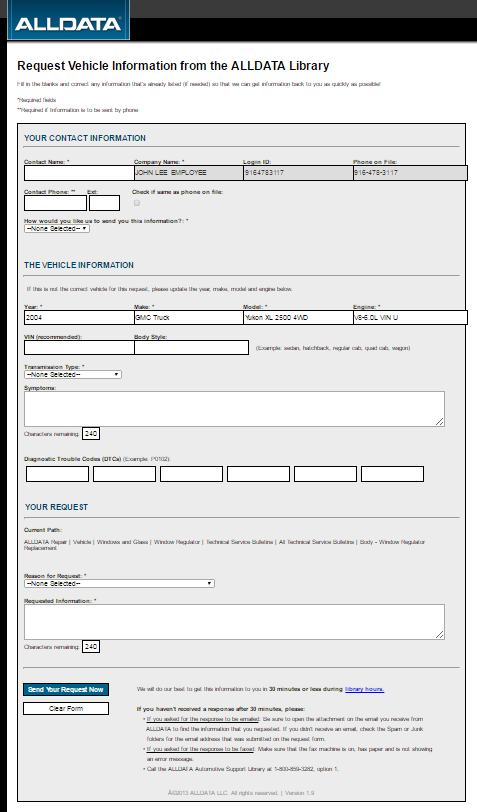 ALLDATA
Request Vehicle Information from the ALLDATA Library
Fill in the blanks and correct any information that's already listed (if needed) so that we can get information back to you as quickly as possible!
*Required fields
**Required if Information is to be sent by phone
YOUR CONTACT INFORMATION
Contact Name: * Company Name: * Login ID: Phone on File:
JOHN LEE EMPLOYEE 9164783117 916-478-3117
Contact Phone: ** Ext: Check if same as phone on file:
How would you like us to send you this information?: *
--None Selected--
THE VEHICLE INFORMATION
If this is not the correct vehicle for this request, please update the year, make, model and engine below.
Year: * Make: * Model: * Engine: *
2004 GMC Truck Yukon XL 2500 4WD V8-6.0L VIN U
VIN (recommended): Body Style:
(Example: sedan, hatchback, regular cab, quad cab, wagon)
Transmission Type: *
--None Selected--
Symptoms:
Characters remaining: 240
Diagnostic Trouble Codes (DTCs) (Example: P0102):
YOUR REQUEST
Current Path:
ALLDATA Repair | Vehicle | Windows and Glass | Window Regulator | Technical Service Bulletins | All Technical Service Bulletins | Body - Window Regulator
Replacement
Reason for Request: *
--None Selected--
Requested Information: *
Characters remaining: 240
Send Your Request Now We will do our best to get this information to you in 30 minutes or less during library hours.
Clear Form If you haven't received a response after 30 minutes, please:
• If you asked for the response to be emailed: Be sure to open the attachment on the email you receive from
ALLDATA to find the information that you requested. If you didn't receive an email, check the Spam or Junk
folders for the email address that was submitted on the request form.
• If you asked for the response to be faxed: Make sure that the fax machine is on, has paper and is not showing
an error message.
• Call the ALLDATA Automotive Support Library at 1-800-859-3282, option 1.
Â©2013 ALLDATA LLC. All rights reserved. | Version 1.9